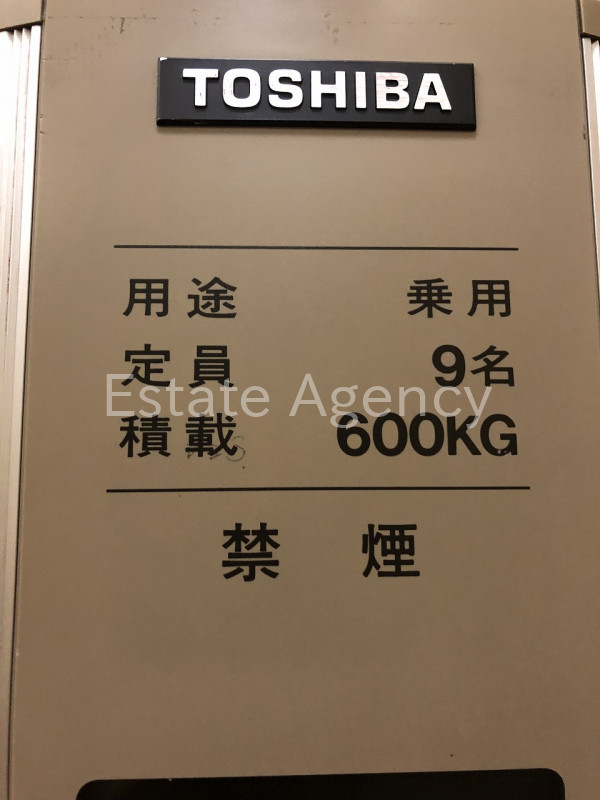 TOSHIBA
用途 乗用
定員 9名
Estate Agency
積載 600KG
禁煙